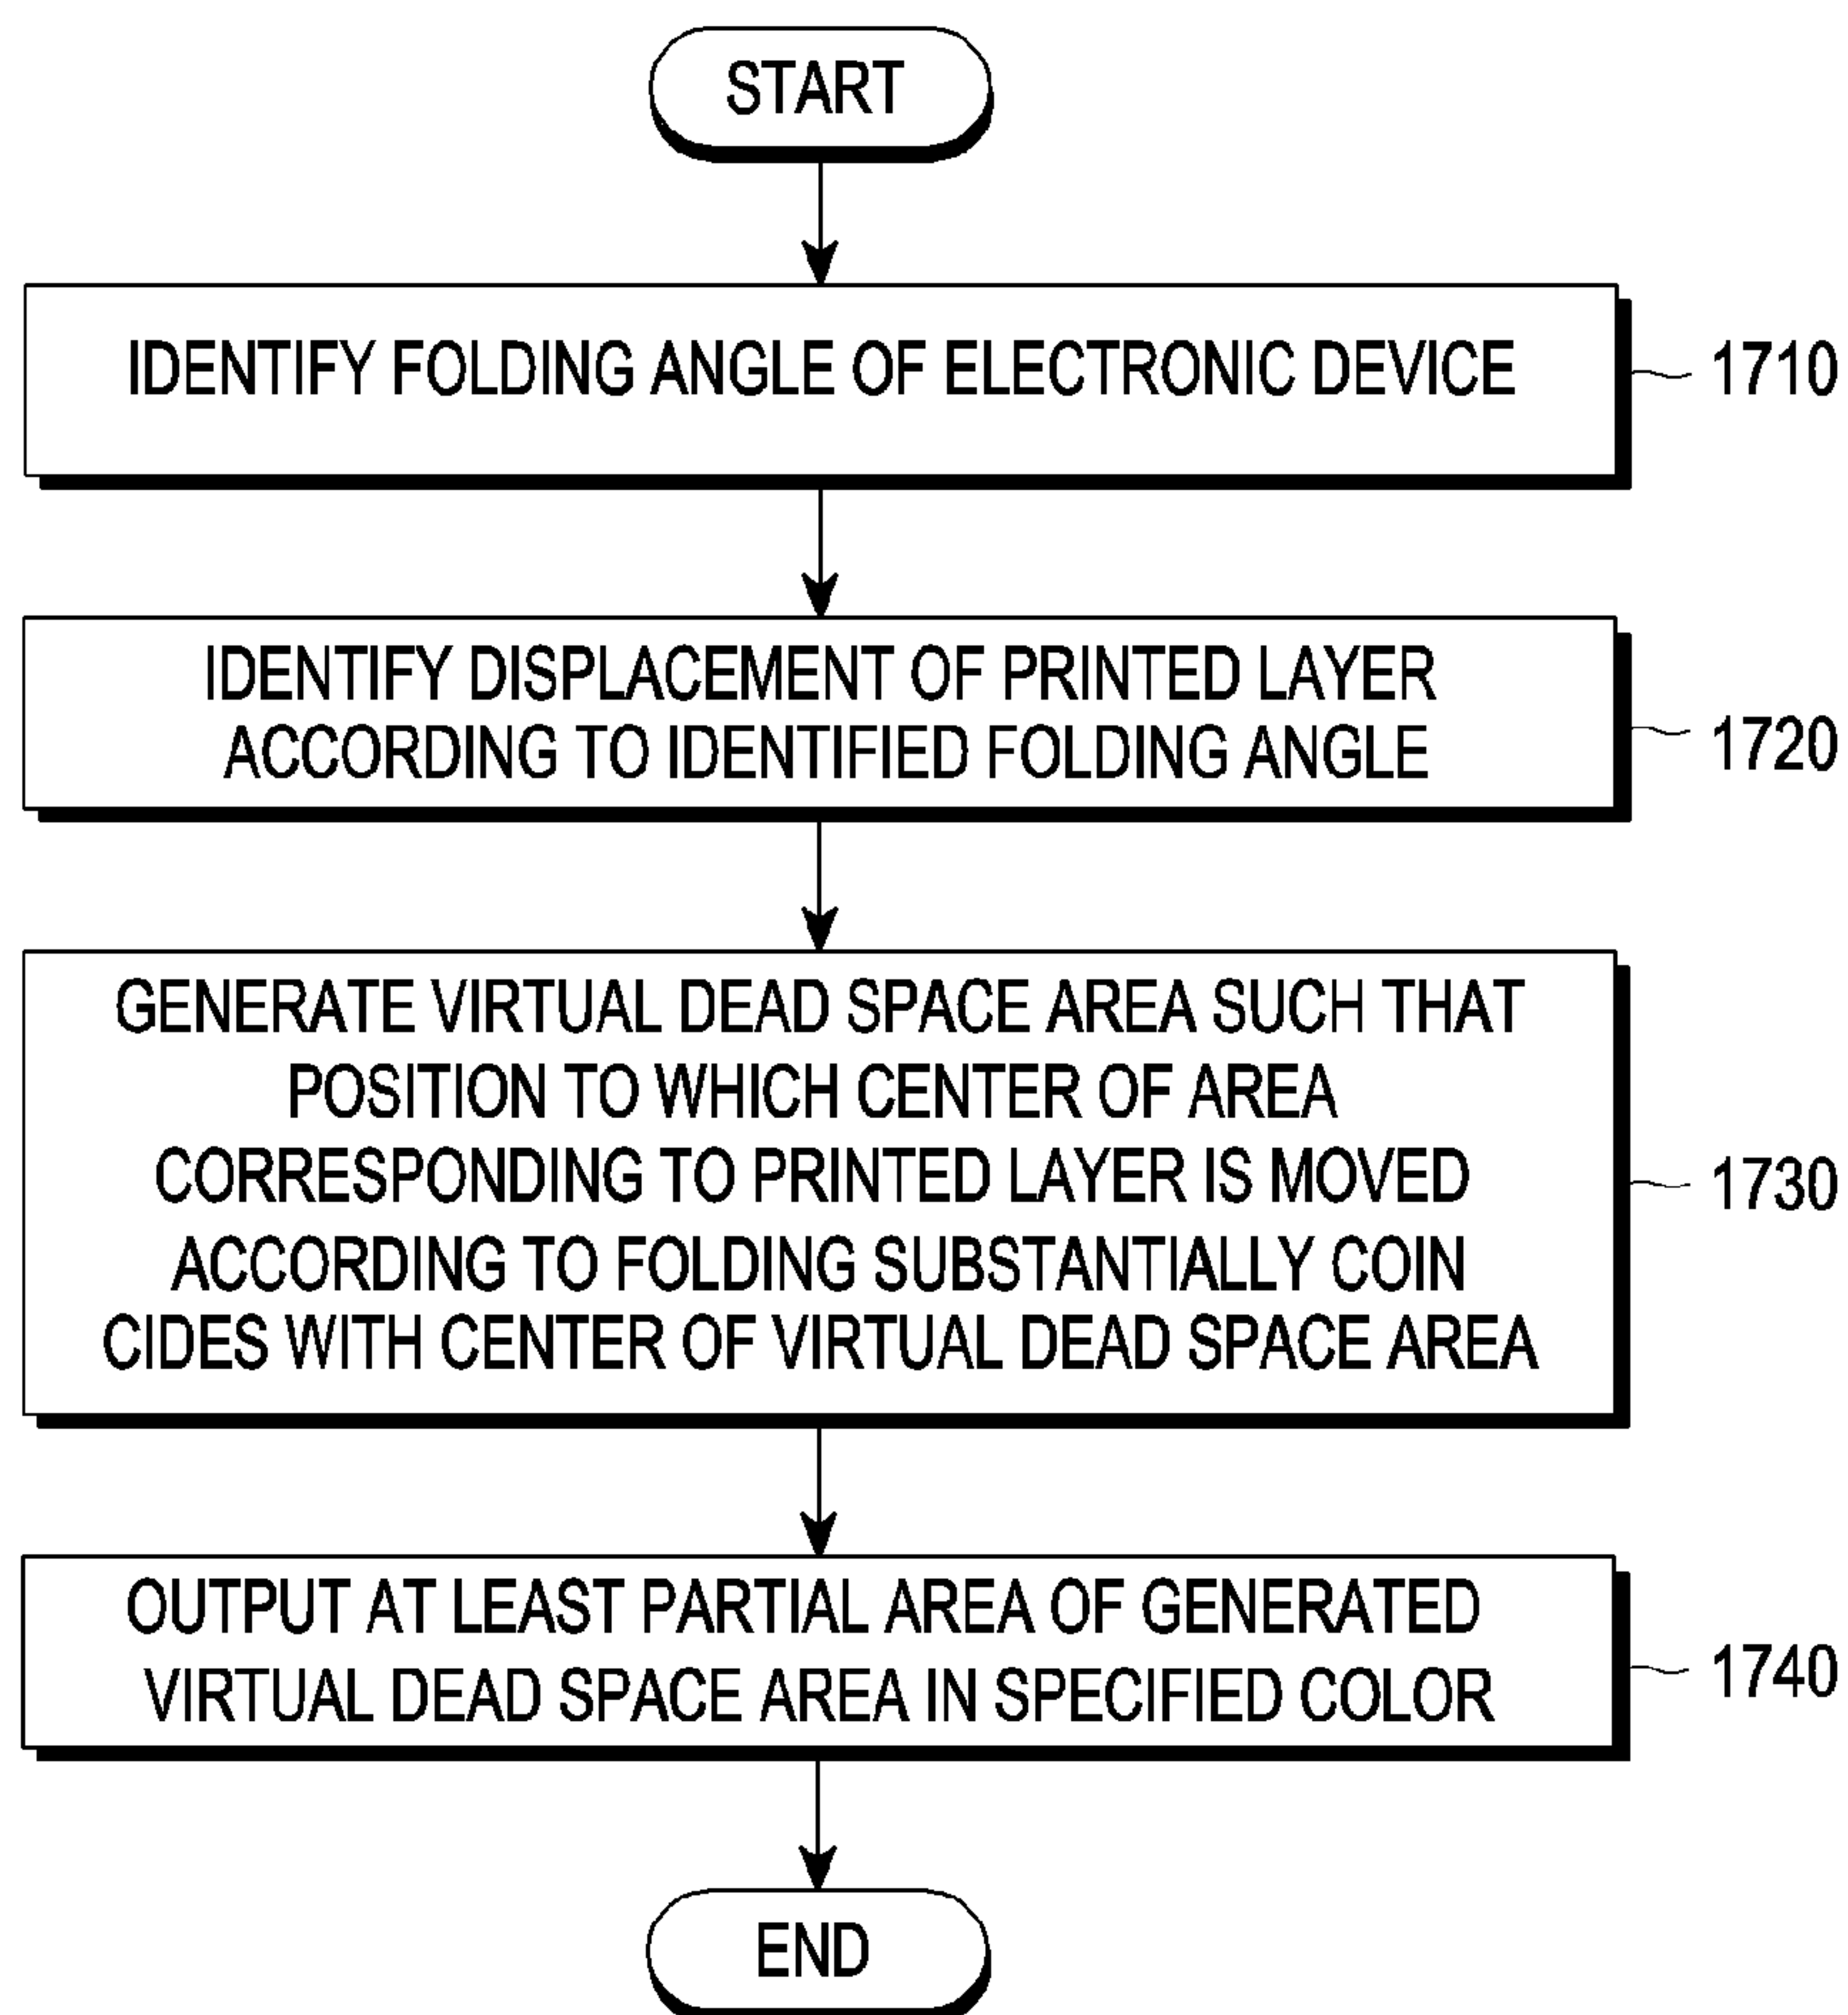 START
IDENTIFY FOLDING ANGLE OF ELECTRONIC DEVICE
1710
IDENTIFY DISPLACEMENT OF PRINTED LAYER
ACCORDING TO IDENTIFIED FOLDING ANGLE
1720
GENERATE VIRTUAL DEAD SPACE AREA SUCH THAT
POSITION TO WHICH CENTER OF AREA
CORRESPONDING TO PRINTED LAYER IS MOVED
ACCORDING TO FOLDING SUBSTANTIALLY COIN
CIDES WITH CENTER OF VIRTUAL DEAD SPACE AREA
1730
OUTPUT AT LEAST PARTIAL AREA OF GENERATED
VIRTUAL DEAD SPACE AREA IN SPECIFIED COLOR
1740
END